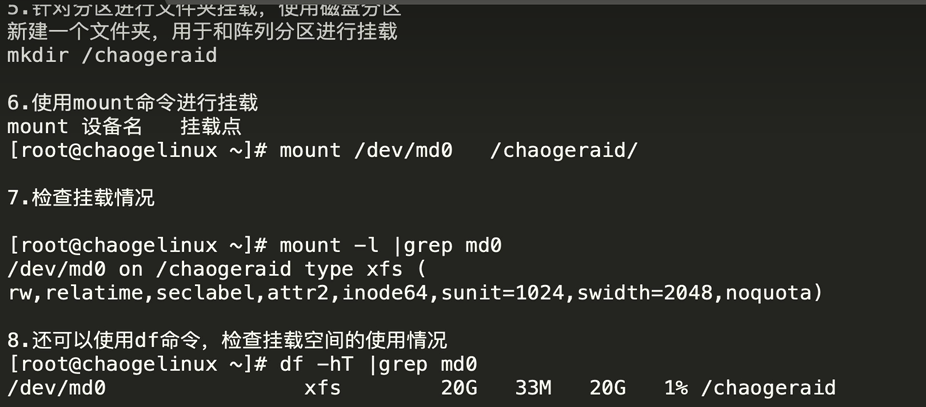 5.针对分区进行文件夹挂载，使用磁盘分区
新建一个文件夹，用于和阵列分区进行挂载
mkdir /chaogeraid
6.使用mount命令进行挂载
mount 设备名   挂载点
[root@chaogelinux ~]# mount /dev/md0   /chaogeraid/
7.检查挂载情况
[root@chaogelinux ~]# mount -l |grep md0
/dev/md0 on /chaogeraid type xfs (
rw,relatime,seclabel,attr2,inode64,sunit=1024,swidth=2048,noquota)
8.还可以使用df命令，检查挂载空间的使用情况
[root@chaogelinux ~]# df -hT |grep md0
/dev/md0                xfs        20G   33M   20G   1% /chaogeraid